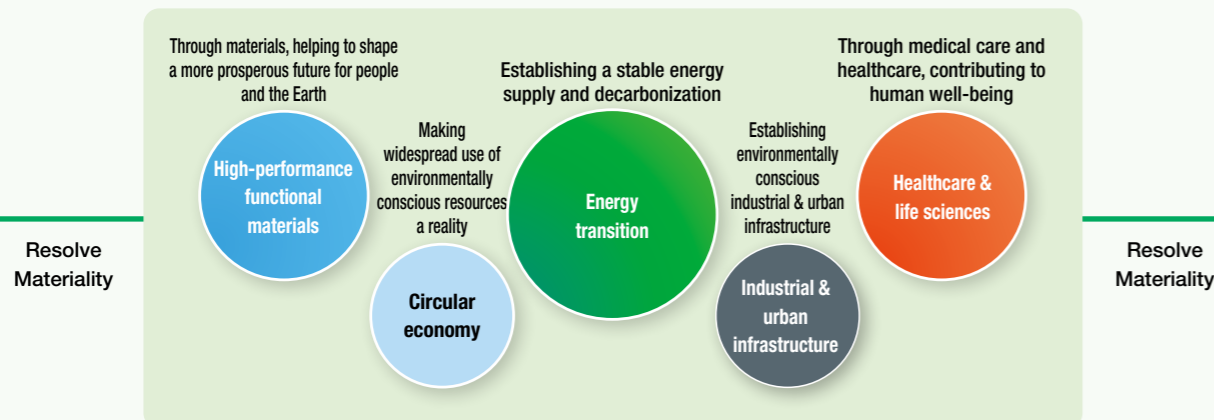 Through materials, helping to shape
a more prosperous future for people
and the Earth
High-performance
functional
materials
Making
widespread use of
environmentally
conscious resources
a reality
Circular
economy
Establishing a stable energy
supply and decarbonization
Energy
transition
Establishing
environmentally
conscious
industrial & urban
infrastructure
Industrial &
urban
infrastructure
Through medical care and
healthcare, contributing to
human well-being
Healthcare &
life sciences
Resolve
Materiality
Resolve
Materiality